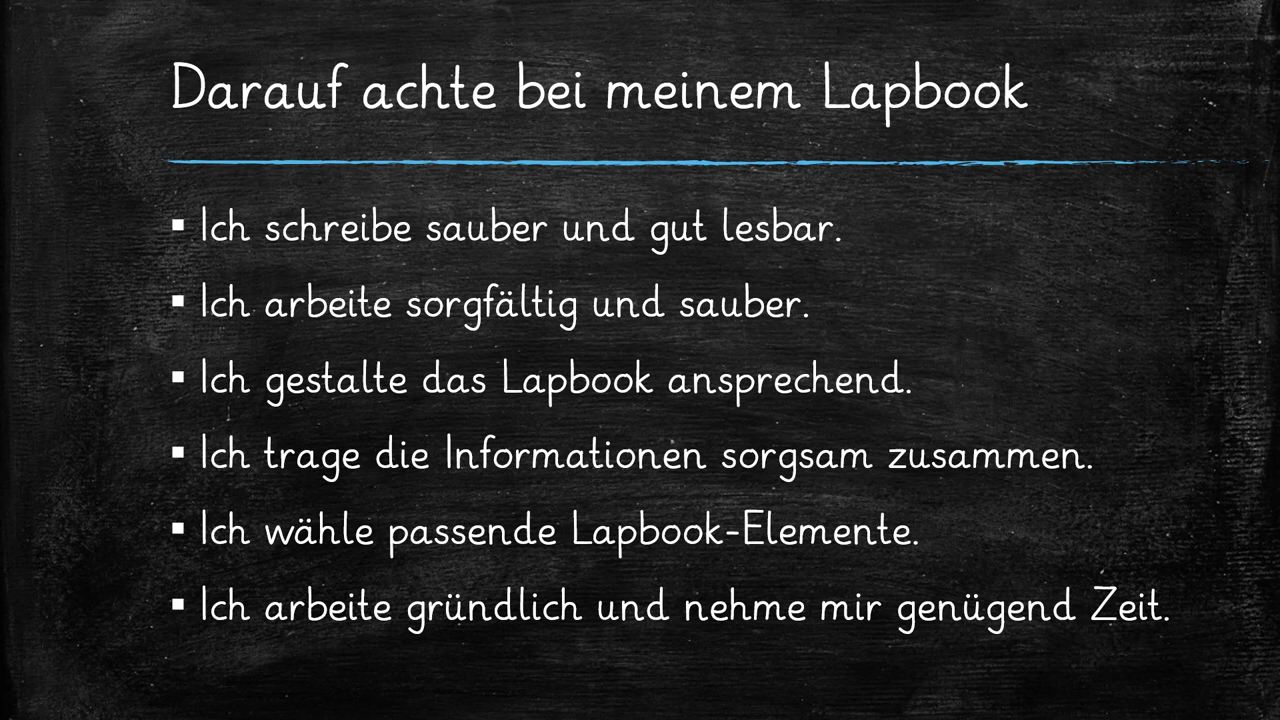 Darauf achte bei meinem Lapbook
▪ Ich schreibe sauber und gut lesbar.
▪ Ich arbeite sorgfältig und sauber.
▪ Ich gestalte das Lapbook ansprechend.
▪ Ich trage die Informationen sorgsam zusammen.
▪ Ich wähle passende Lapbook-Elemente.
▪ Ich arbeite gründlich und nehme mir genügend Zeit.